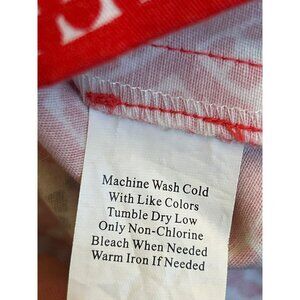 Machine Wash Cold
With Like Colors
Tumble Dry Low
Only Non-Chlorine
Bleach When Needed
Warm Iron If Needed